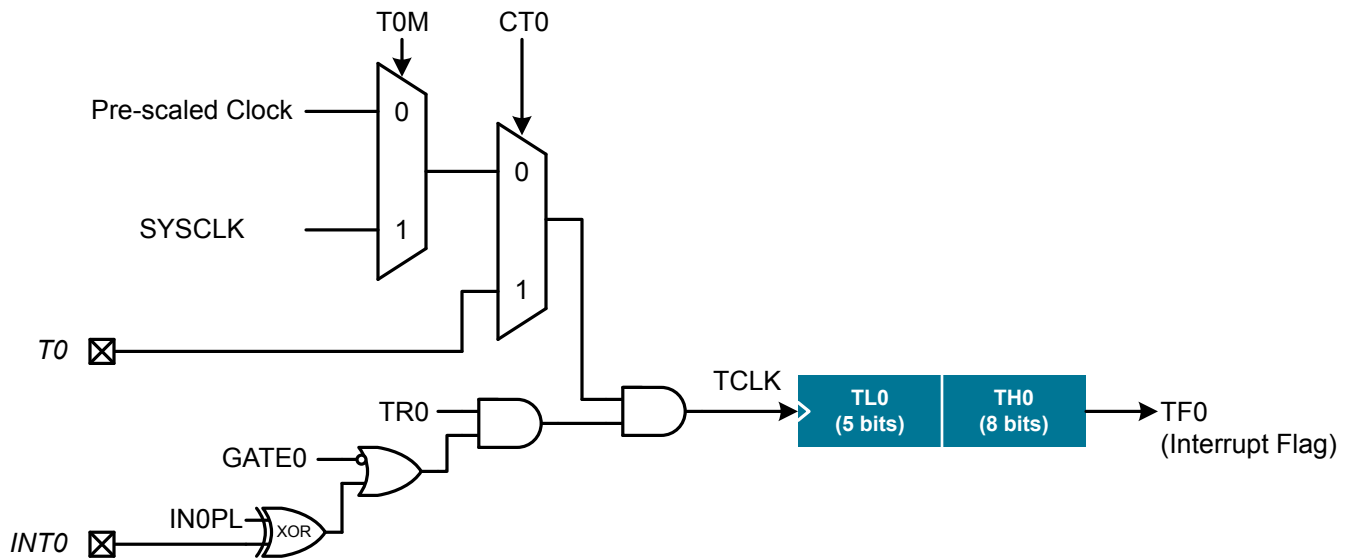 T0M
CT0
Pre-scaled Clock
0
0
SYSCLK
1
1
T0
TCLK
TL0
(5 bits)
TH0
(8 bits)
TF0
(Interrupt Flag)
TR0
GATE0
IN0PL
XOR
INT0